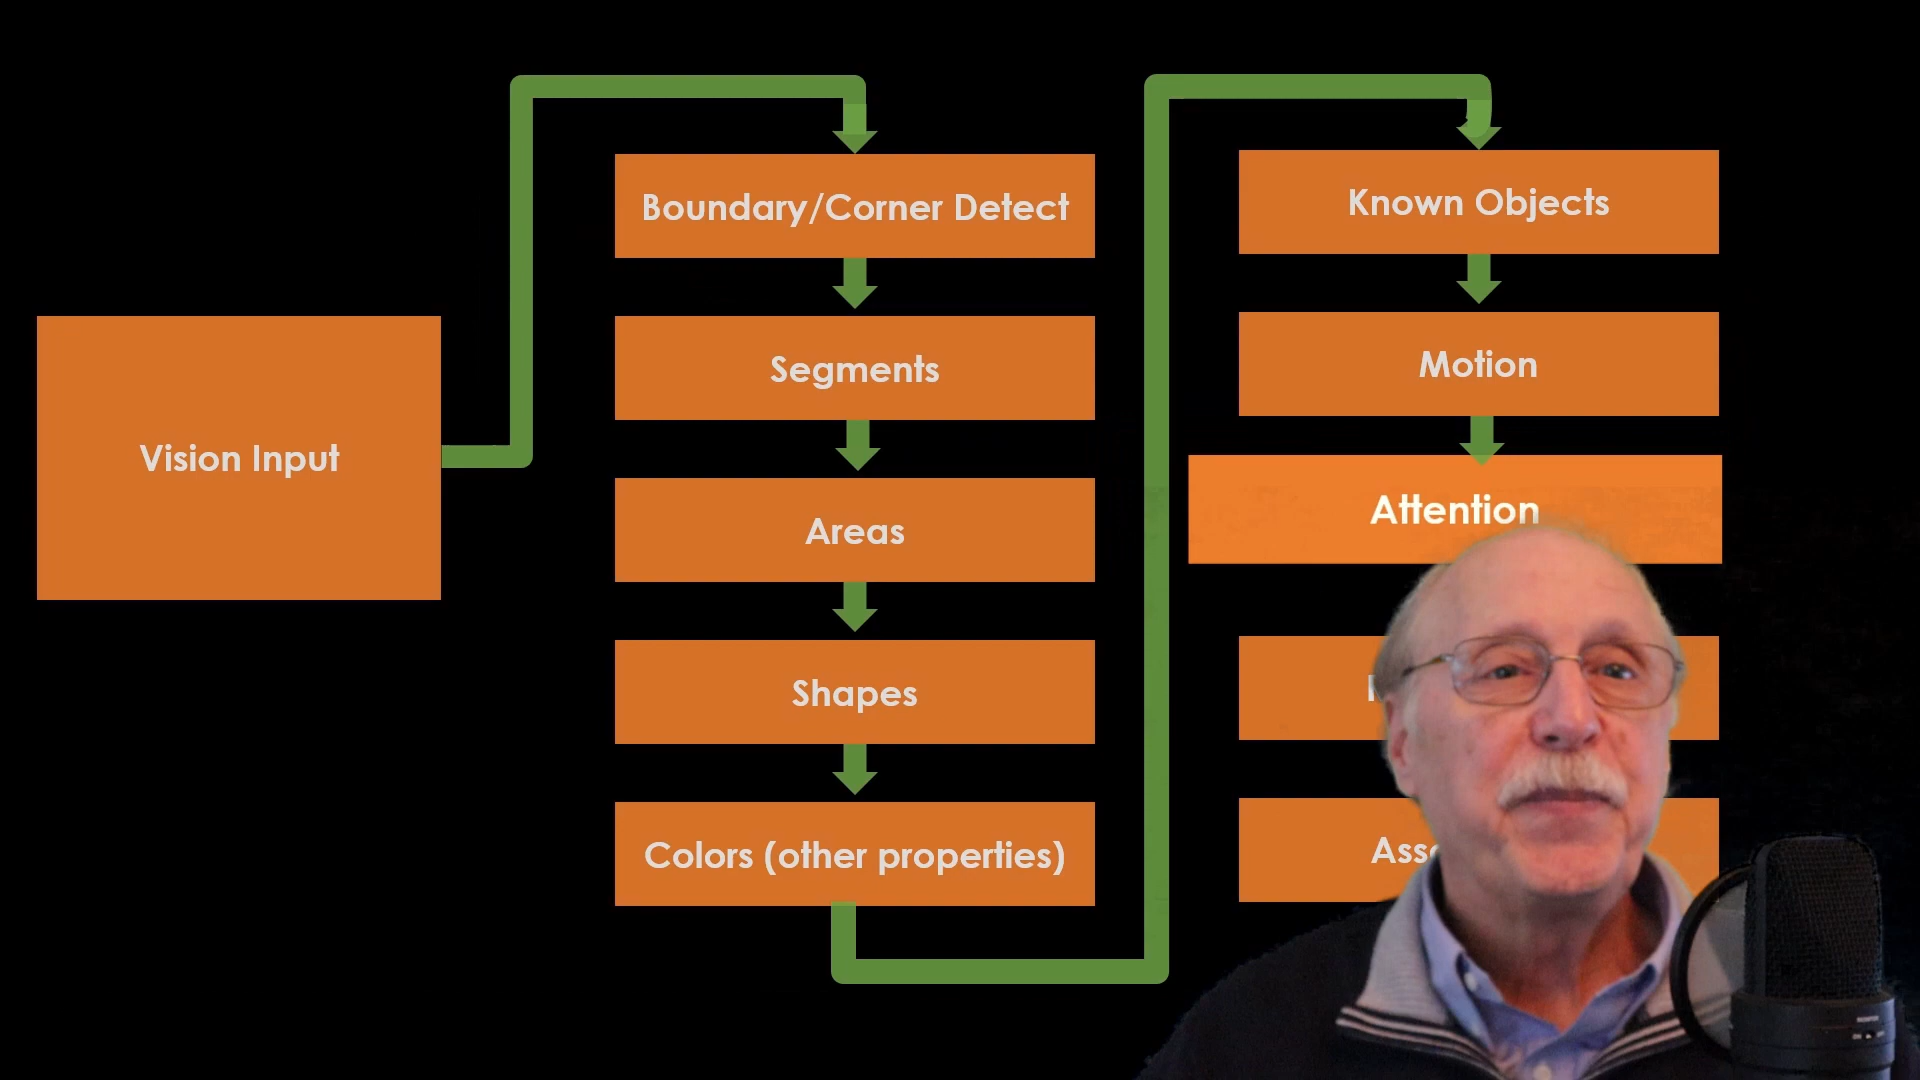 Vision Input
Boundary/Corner Detect
Segments
Areas
Shapes
Colors (other properties)
Known Objects
Motion
Attention